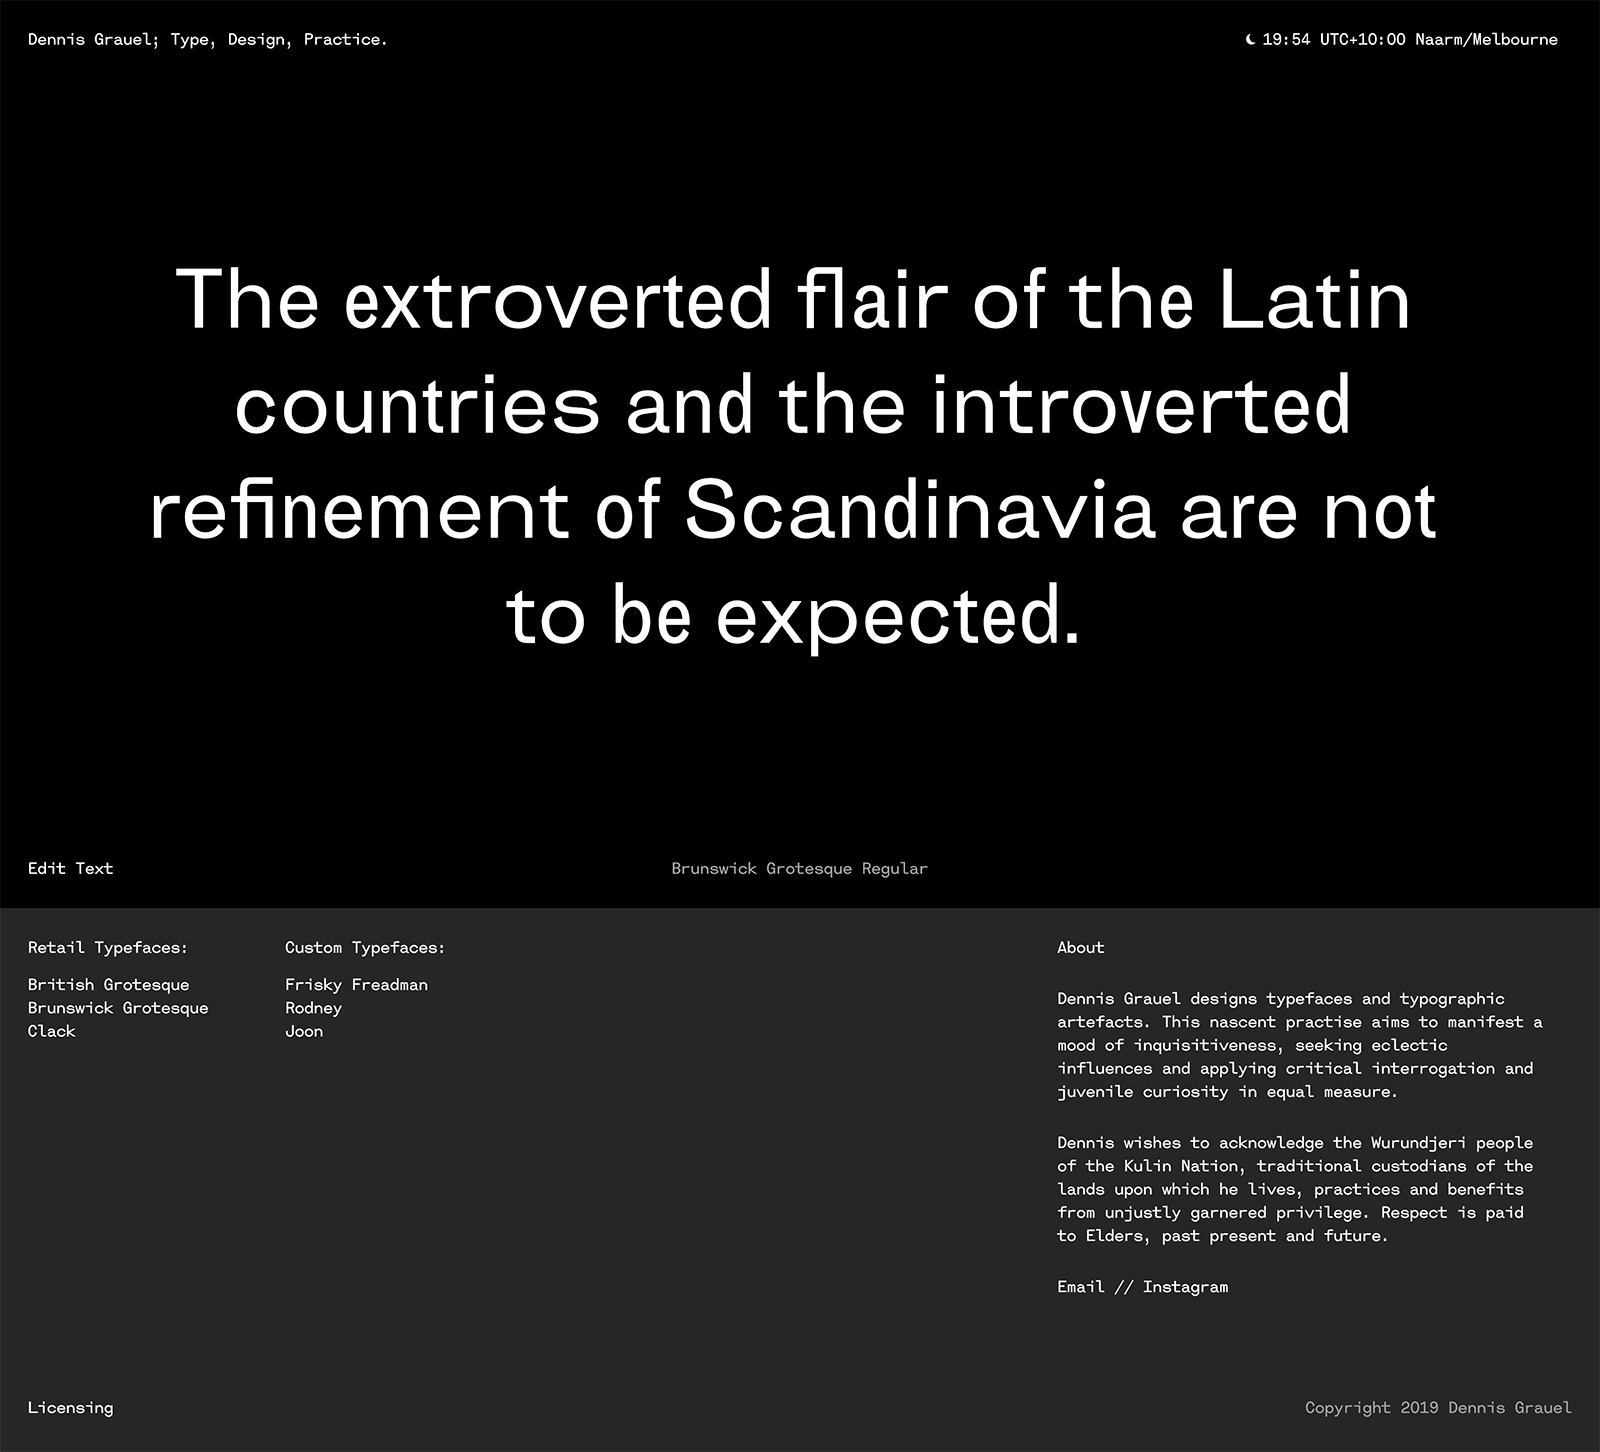 Dennis Grauel; Type, Design, Practice.
19:54 UTC+10:00 Naarm/Melbourne
The extroverted flair of the Latin
countries and the introverted
refinement of Scandinavia are not
to be expected.
Edit Text
Brunswick Grotesque Regular
Retail Typefaces:
British Grotesque
Brunswick Grotesque
Clack
Custom Typefaces:
Frisky Freadman
Rodney
Joon
About
Dennis Grauel designs typefaces and typographic
artefacts. This nascent practise aims to manifest a
mood of inquisitiveness, seeking eclectic
influences and applying critical interrogation and
juvenile curiosity in equal measure.
Dennis wishes to acknowledge the Wurundjeri people
of the Kulin Nation, traditional custodians of the
lands upon which he lives, practices and benefits
from unjustly garnered privilege. Respect is paid
to Elders, past present and future.
Email // Instagram
Licensing
Copyright 2019 Dennis Grauel